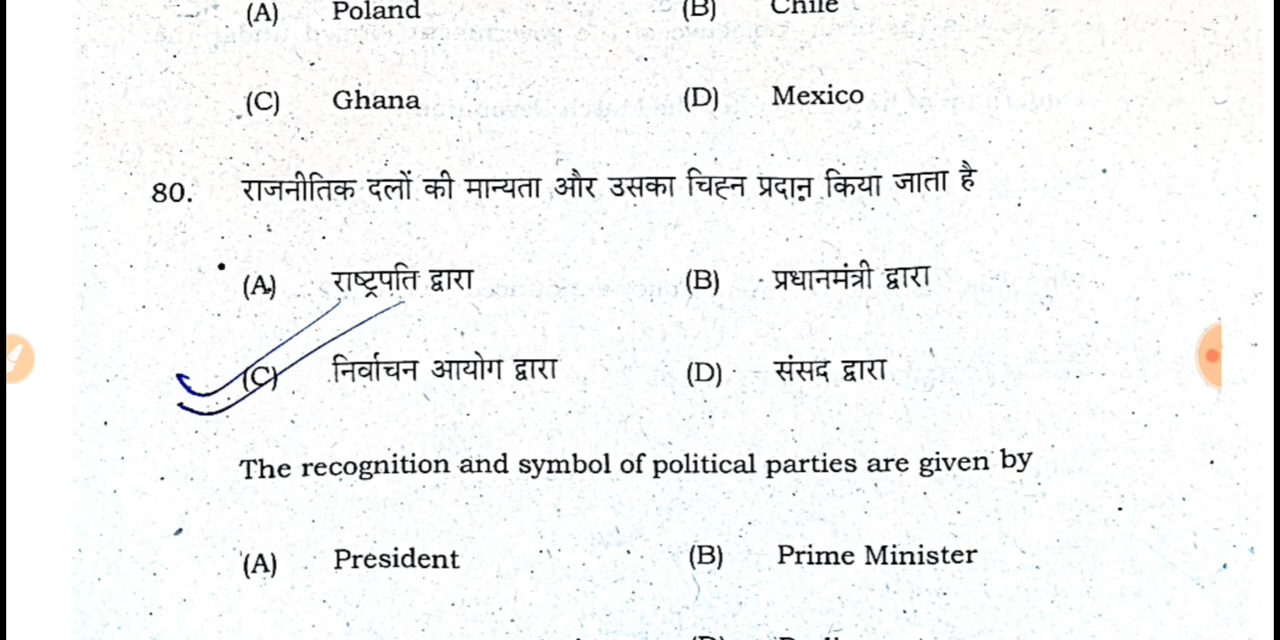 (A) Poland (B) Chile
(C) Ghana (D) Mexico
80. राजनीतिक दलों की मान्यता और उसका चिह्न प्रदान किया जाता है
(A) राष्ट्रपति द्वारा (B) प्रधानमंत्री द्वारा
(C) निर्वाचन आयोग द्वारा (D) संसद द्वारा
The recognition and symbol of political parties are given by
(A) President (B) Prime Minister